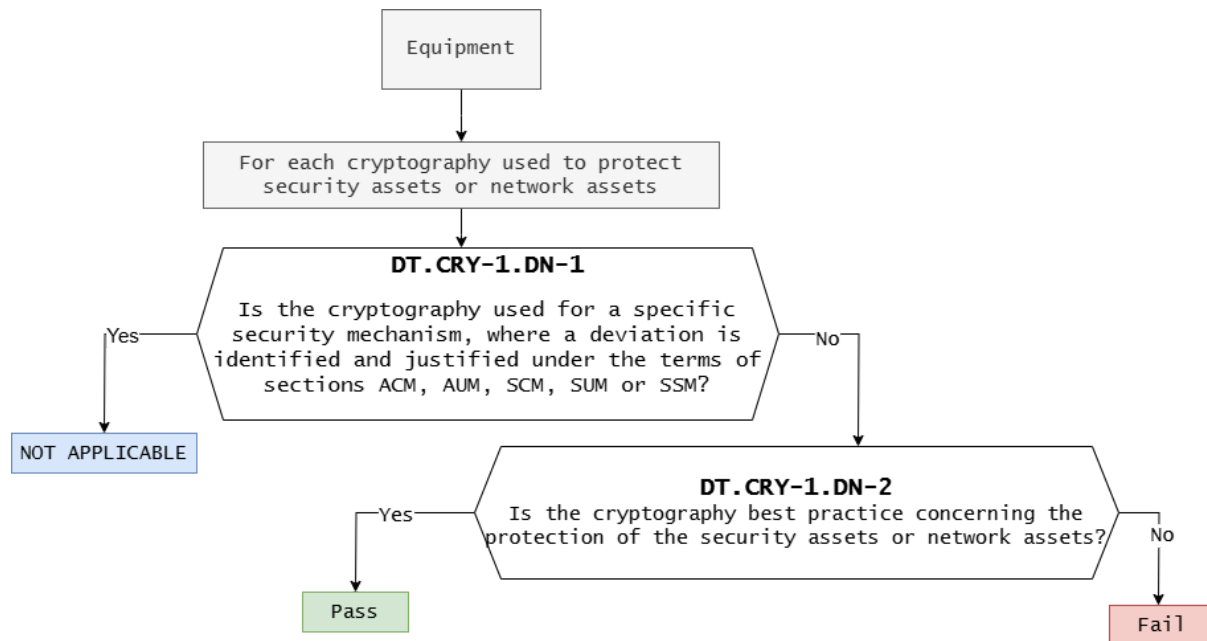 Equipment
For each cryptography used to protect
security assets or network assets
DT.CRY-1.DN-1
Is the cryptography used for a specific
security mechanism, where a deviation is
identified and justified under the terms of
sections ACM, AUM, SCM, SUM or SSM?
Yes
No
NOT APPLICABLE
DT.CRY-1.DN-2
Is the cryptography best practice concerning the
protection of the security assets or network assets?
Yes
No
Pass
Fail